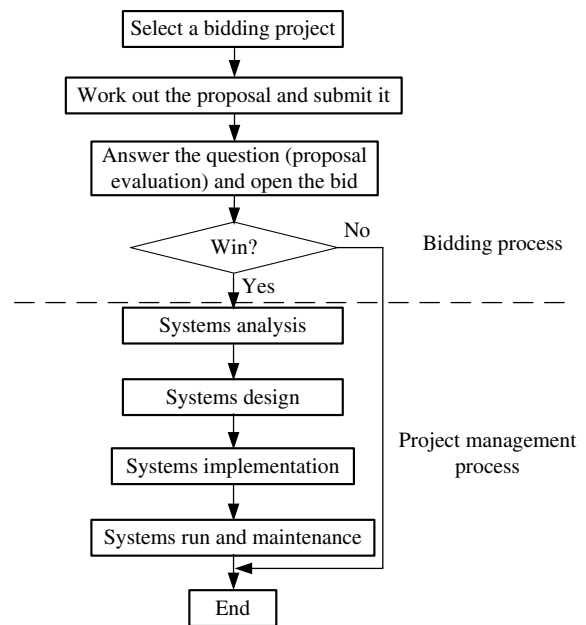 Select a bidding project
Work out the proposal and submit it
Answer the question (proposal
evaluation) and open the bid
No
Win?
Bidding process
Yes
Systems analysis
Systems design
Project management
process
Systems implementation
Systems run and maintenance
End